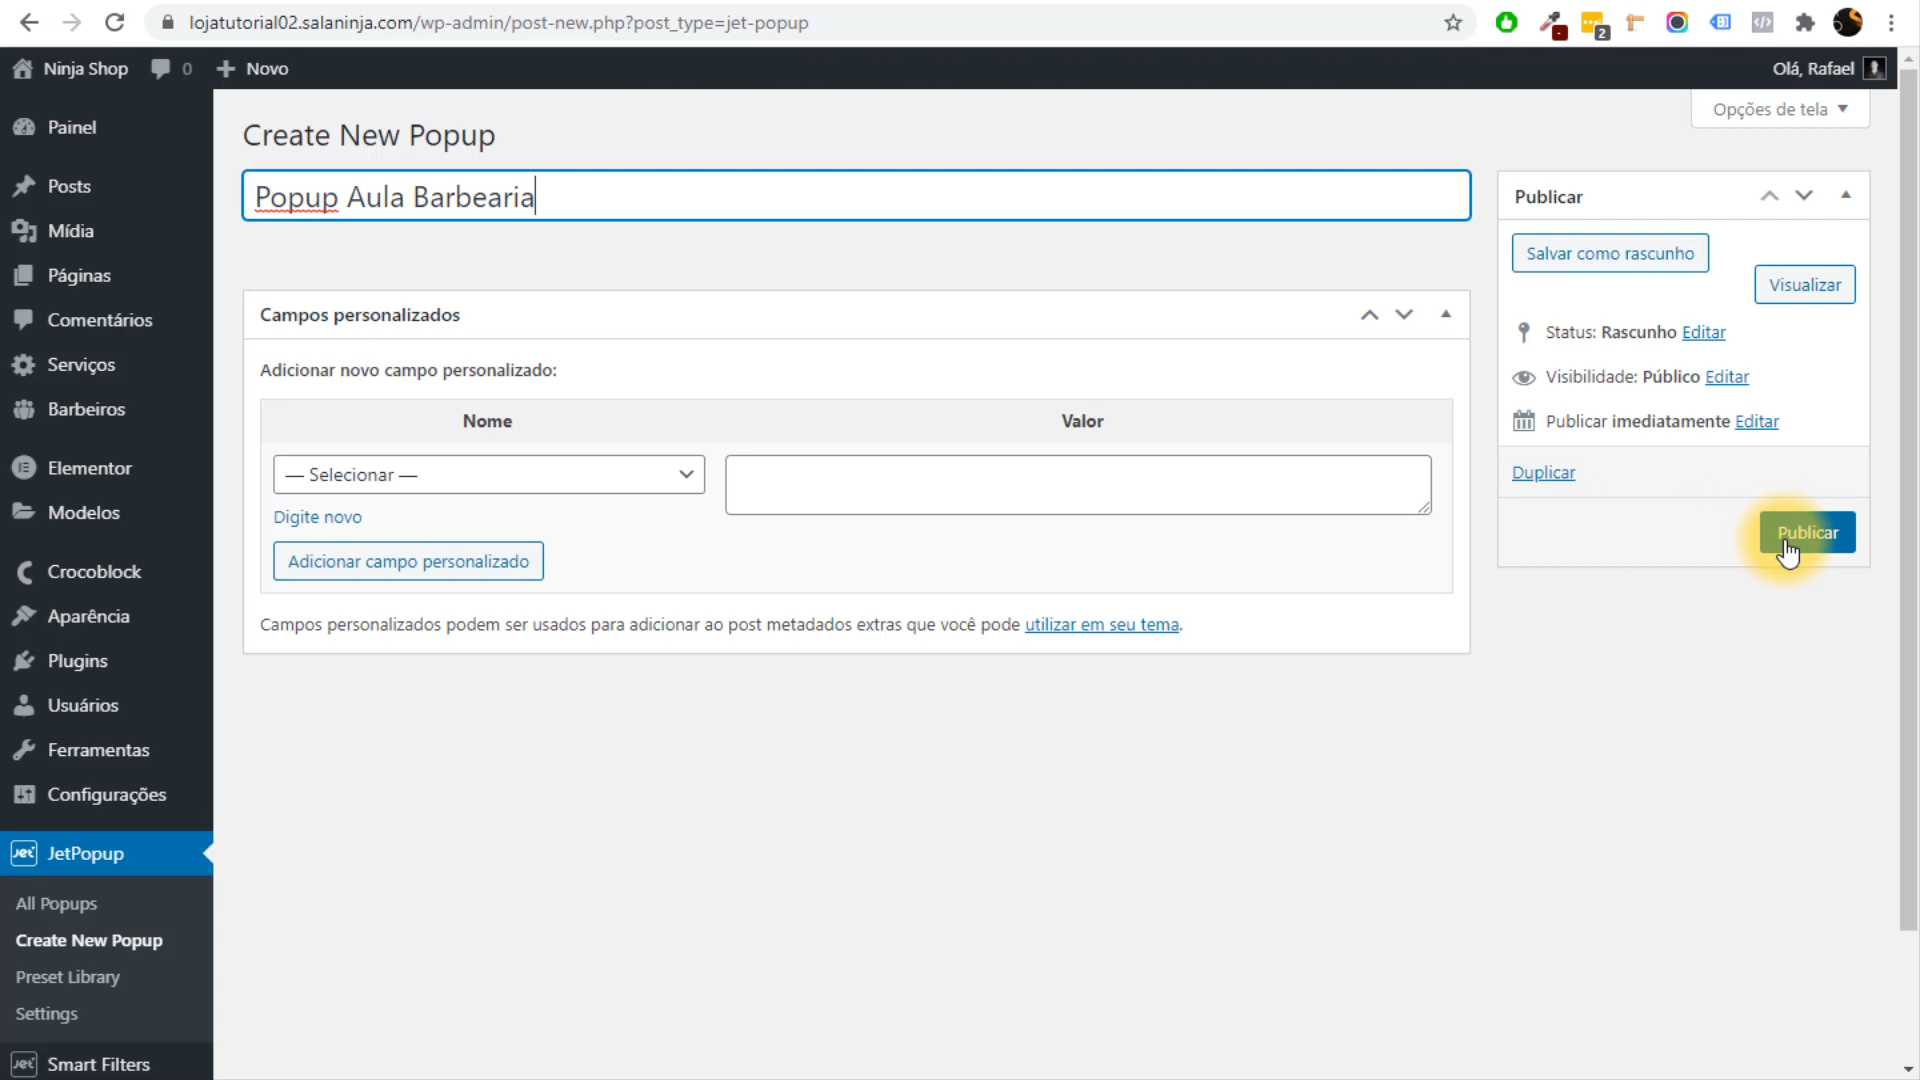 lojatutorial02.salaninja.com/wp-admin/post-new.php?post_type=jet-popup
2
Ninja Shop
0
Novo
Olá, Rafael
Opções de tela
Painel
Posts
Mídia
Páginas
Comentários
Serviços
Barbeiros
Elementor
Modelos
Crocoblock
Aparência
Plugins
Usuários
Ferramentas
Configurações
Jet JetPopup
All Popups
Create New Popup
Preset Library
Settings
Jet Smart Filters
Create New Popup
Popup Aula Barbearia
Campos personalizados
Adicionar novo campo personalizado:
Nome Valor
— Selecionar —
Digite novo
Adicionar campo personalizado
Campos personalizados podem ser usados para adicionar ao post metadados extras que você pode utilizar em seu tema.
Publicar
Salvar como rascunho
Visualizar
Status: Rascunho Editar
Visibilidade: Público Editar
Publicar imediatamente Editar
Duplicar
Publicar